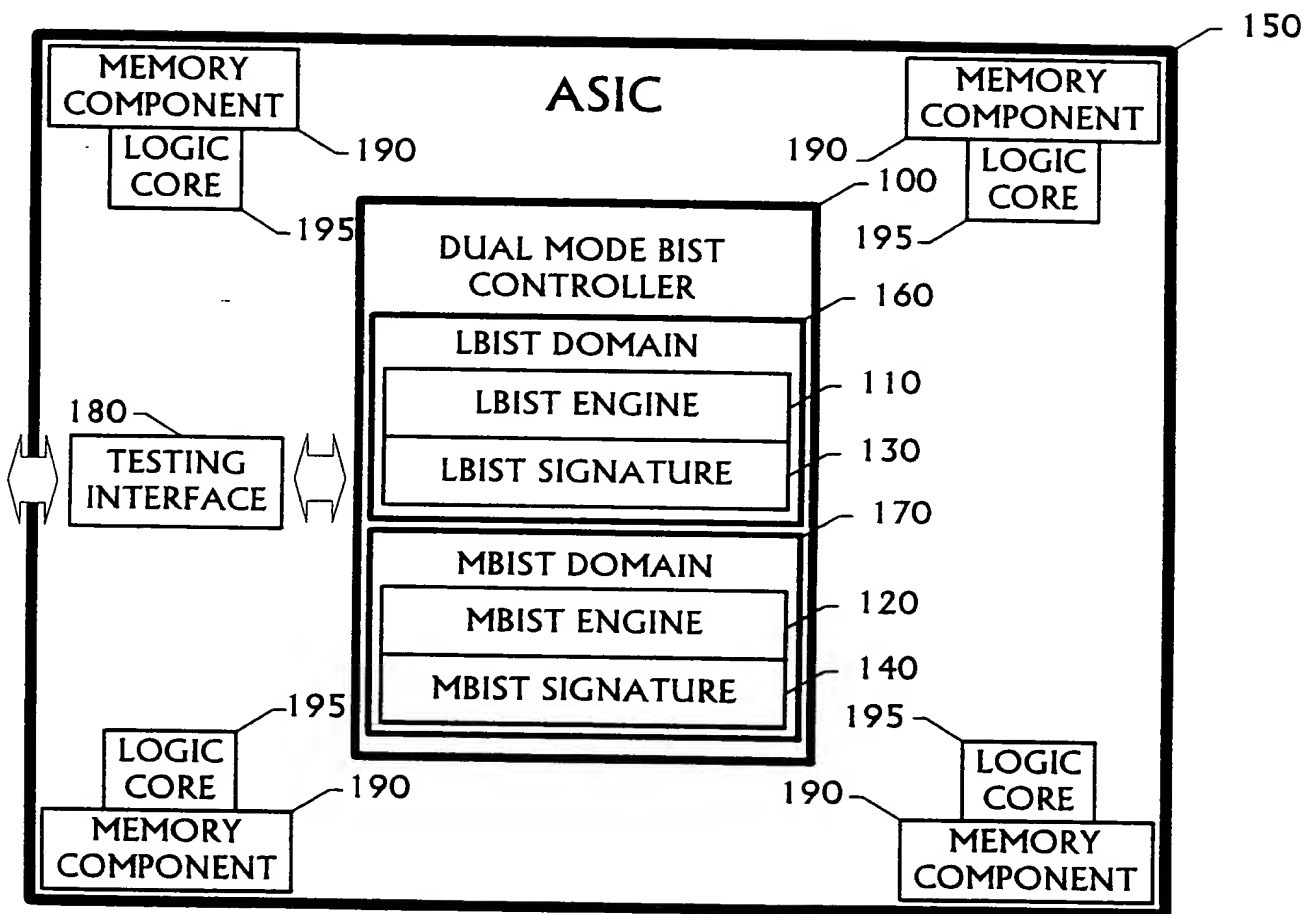 150
MEMORY
COMPONENT
ASIC
MEMORY
COMPONENT
LOGIC
CORE
190
190
LOGIC
CORE
195
100
195
DUAL MODE BIST
CONTROLLER
160
LBIST DOMAIN
LBIST ENGINE
110
180
TESTING
INTERFACE
LBIST SIGNATURE
130
170
MBIST DOMAIN
MBIST ENGINE
120
MBIST SIGNATURE
140
195
LOGIC
CORE
195
LOGIC
CORE
190
MEMORY
COMPONENT
190
MEMORY
COMPONENT